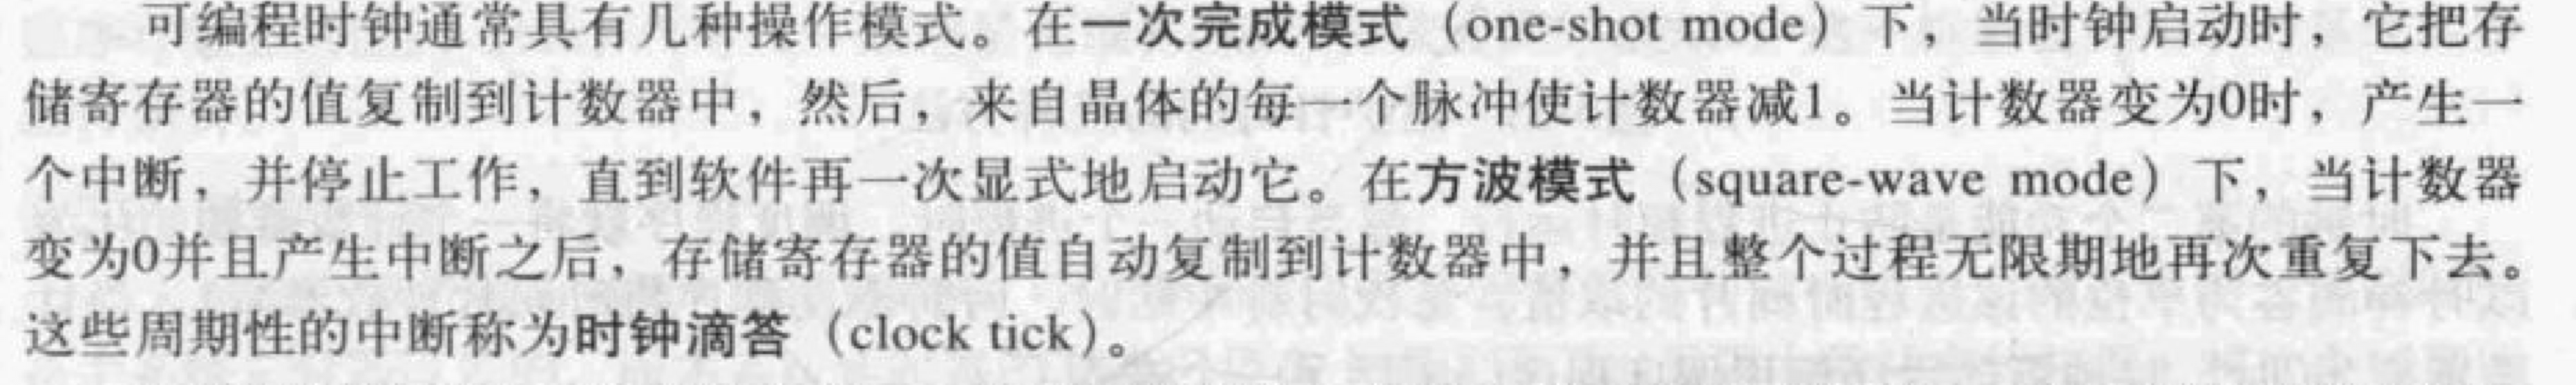 可编程时钟通常具有几种操作模式。在一次完成模式（one-shot mode）下，当时钟启动时，它把存
储寄存器的值复制到计数器中，然后，来自晶体的每一个脉冲使计数器减1。当计数器变为0时，产生一
个中断，并停止工作，直到软件再一次显式地启动它。在方波模式（square-wave mode）下，当计数器
变为0并且产生中断之后，存储寄存器的值自动复制到计数器中，并且整个过程无限期地再次重复下去。
这些周期性的中断称为时钟滴答（clock tick）。